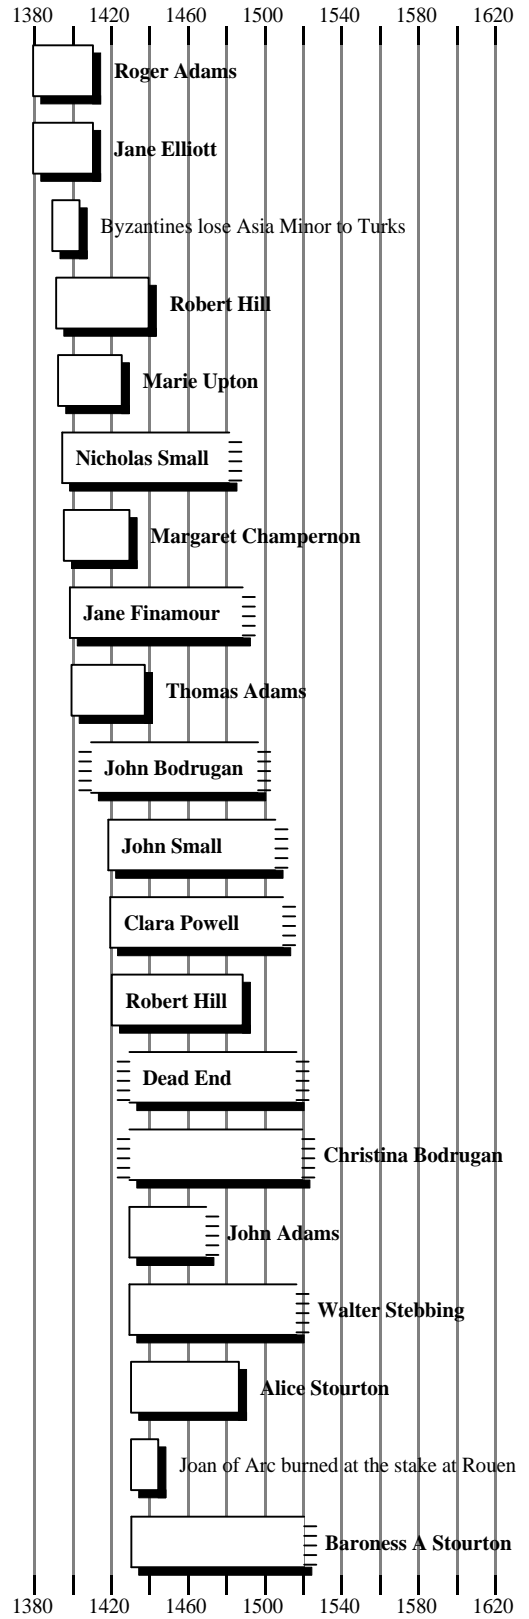 1380 1420 1460 1500 1540 1580 1620
Roger Adams
Jane Elliott
Byzantines lose Asia Minor to Turks
Robert Hill
Marie Upton
Nicholas Small
Margaret Champernon
Jane Finamour
Thomas Adams
John Bodrugan
John Small
Clara Powell
Robert Hill
Dead End
Christina Bodrugan
John Adams
Walter Stebbing
Alice Stourton
Joan of Arc burned at the stake at Rouen
Baroness A Stourton
1380 1420 1460 1500 1540 1580 1620